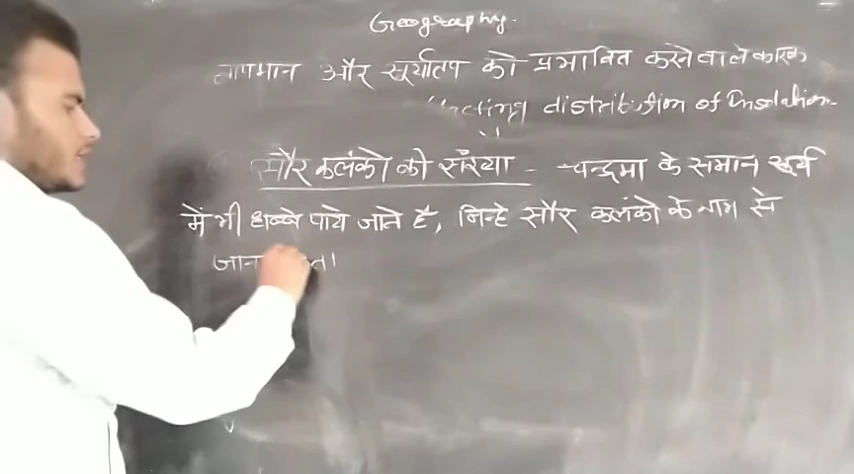 Geography.
तापमान और सूर्यातप को प्रभावित करने वाले कारक
distribution of Insolation
सौर कलंको की संख्या - चन्द्रमा के समान सूर्य
में भी धब्बे पाये जाते है, जिन्हे सौर कलंको के नाम से
जान